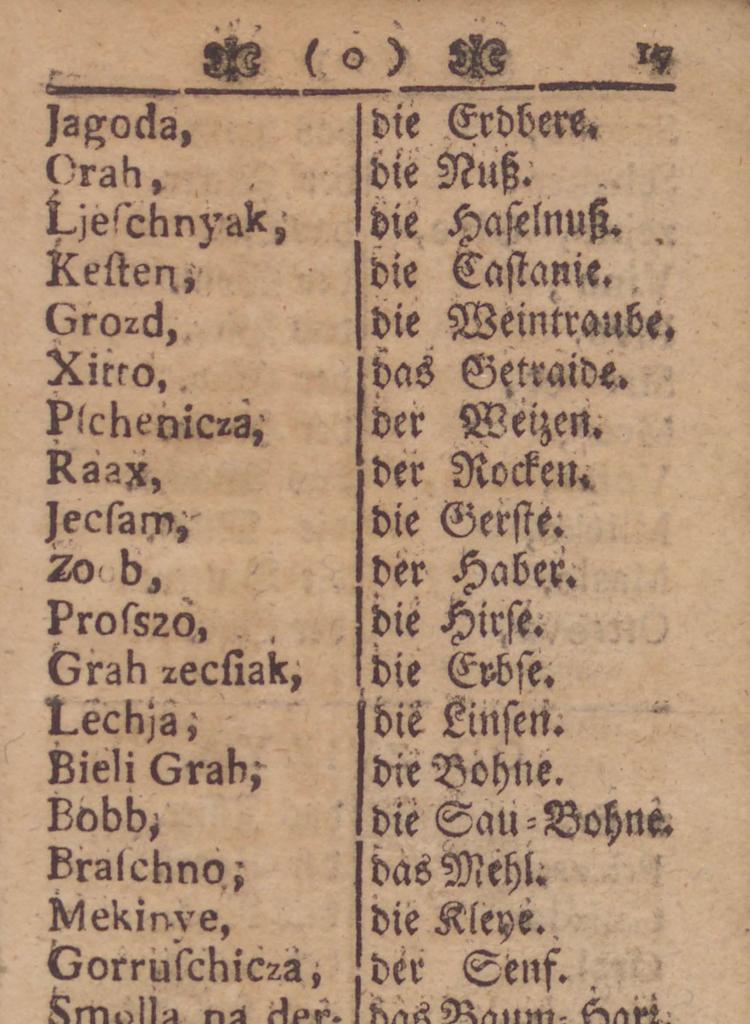 ( o ) 17
Jagoda, die Erdbere.
Orah, die Nuß.
Ljeſchnyak, die Haſelnuß.
Keſten, die Caſtanie.
Grozd, die Weintraube.
Xitto, das Getraide.
Pſchenicza, der Weizen.
Raax, der Rocken.
Jecſam, die Gerſte.
Zoob, der Haber.
Proſszo, die Hirſe.
Grah zecſiak, die Erbſe.
Lechja, die Linſen.
Bieli Grah, die Bohne.
Bobb, die Sau-Bohne.
Braſchno, das Mehl.
Mekinye, die Kleye.
Gorruſchicza, der Senf.
Smolla na der- das Baum-Harz.